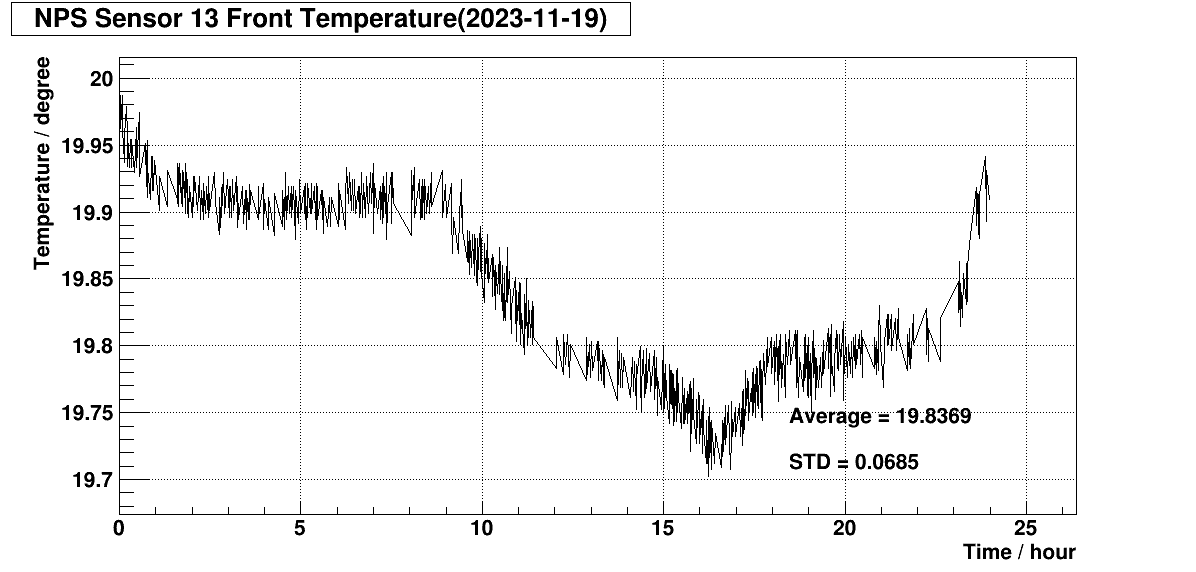 NPS Sensor 13 Front Temperature(2023-11-19)
Temperature / degree
20
19.95
19.9
19.85
19.8
19.75
19.7
Average = 19.8369
STD = 0.0685
0 5 10 15 20 25
Time / hour